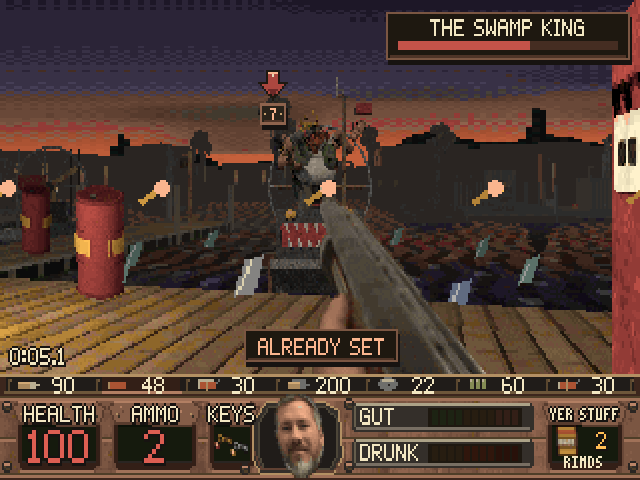 THE SWAMP KING
7
ALREADY SET
0:05.1
90 48 30 200 22 60 30
HEALTH AMMO KEYS GUT YER STUFF
100 2 2
DRUNK RINDS